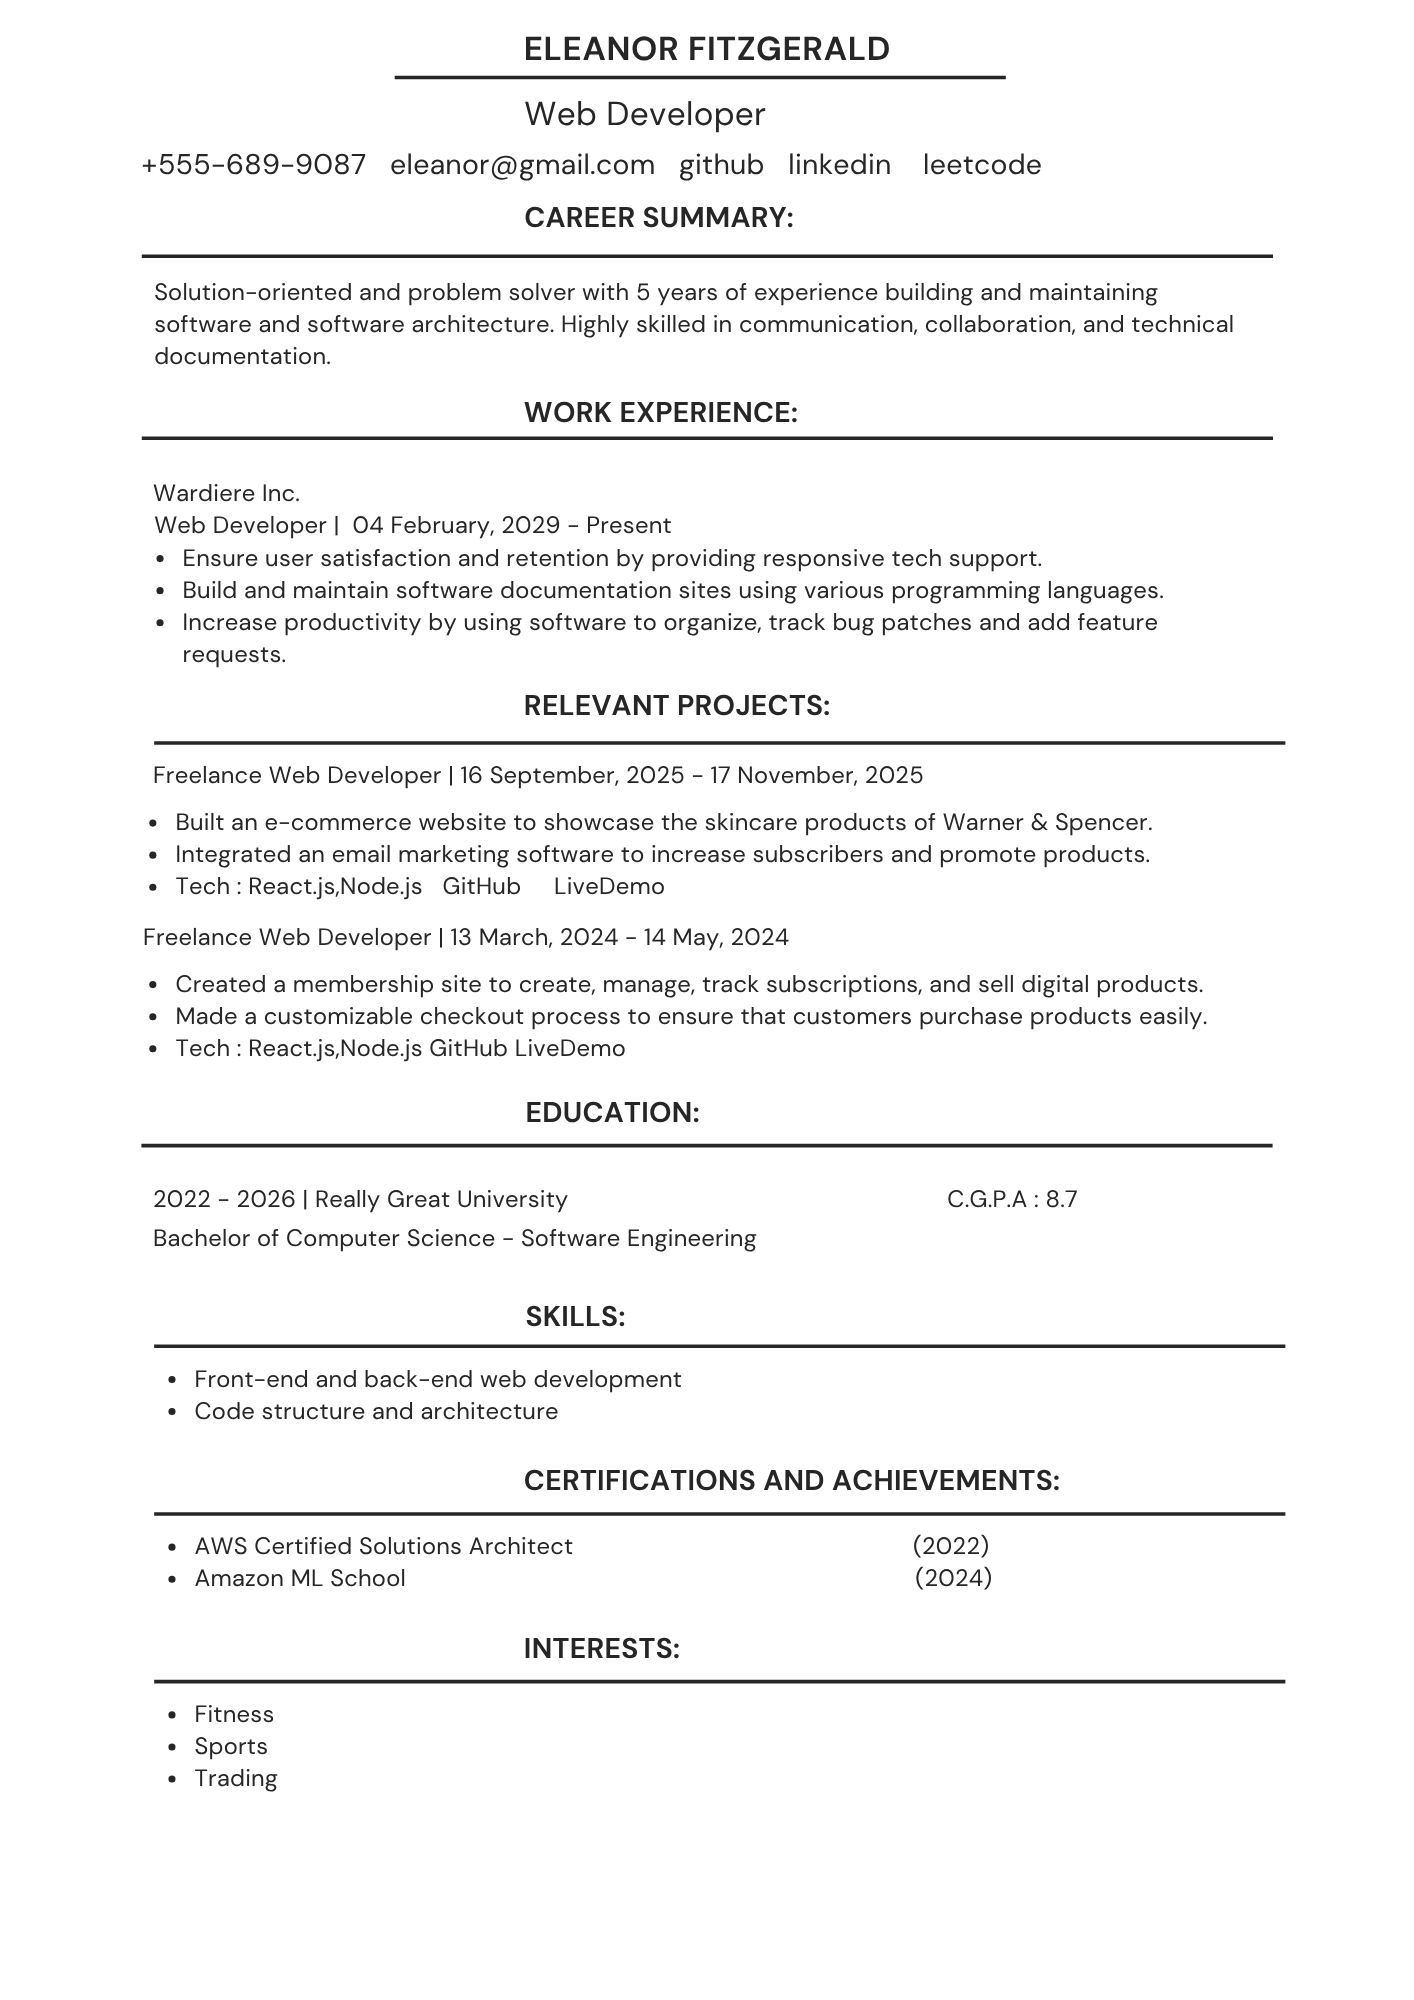 ELEANOR FITZGERALD
Web Developer
+555-689-9087 eleanor@gmail.com github linkedin leetcode
CAREER SUMMARY:
Solution-oriented and problem solver with 5 years of experience building and maintaining
software and software architecture. Highly skilled in communication, collaboration, and technical
documentation.
WORK EXPERIENCE:
Wardiere Inc.
Web Developer | 04 February, 2029 - Present
• Ensure user satisfaction and retention by providing responsive tech support.
• Build and maintain software documentation sites using various programming languages.
• Increase productivity by using software to organize, track bug patches and add feature
requests.
RELEVANT PROJECTS:
Freelance Web Developer | 16 September, 2025 - 17 November, 2025
• Built an e-commerce website to showcase the skincare products of Warner & Spencer.
• Integrated an email marketing software to increase subscribers and promote products.
• Tech : React.js,Node.js GitHub LiveDemo
Freelance Web Developer | 13 March, 2024 - 14 May, 2024
• Created a membership site to create, manage, track subscriptions, and sell digital products.
• Made a customizable checkout process to ensure that customers purchase products easily.
• Tech : React.js,Node.js GitHub LiveDemo
EDUCATION:
2022 - 2026 | Really Great University C.G.P.A : 8.7
Bachelor of Computer Science - Software Engineering
SKILLS:
• Front-end and back-end web development
• Code structure and architecture
CERTIFICATIONS AND ACHIEVEMENTS:
• AWS Certified Solutions Architect (2022)
• Amazon ML School (2024)
INTERESTS:
• Fitness
• Sports
• Trading